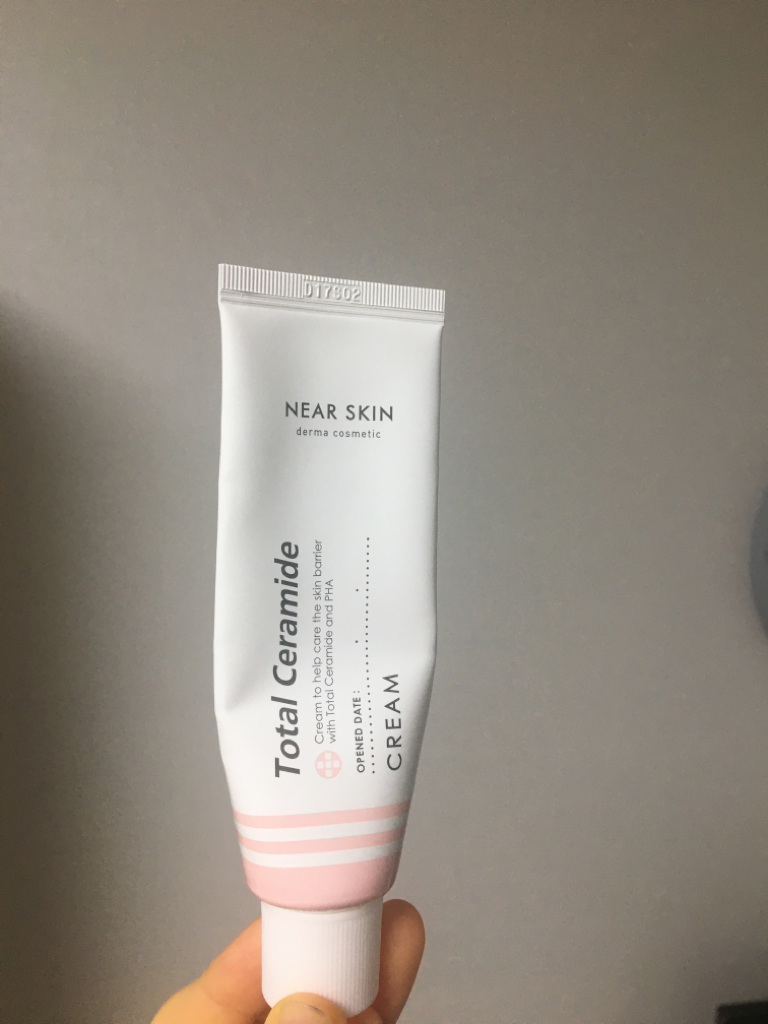 017S02
NEAR SKIN
derma cosmetic
Total Ceramide
Cream to help care the skin barrier
with Total Ceramide and PHA
OPENED DATE :
CREAM